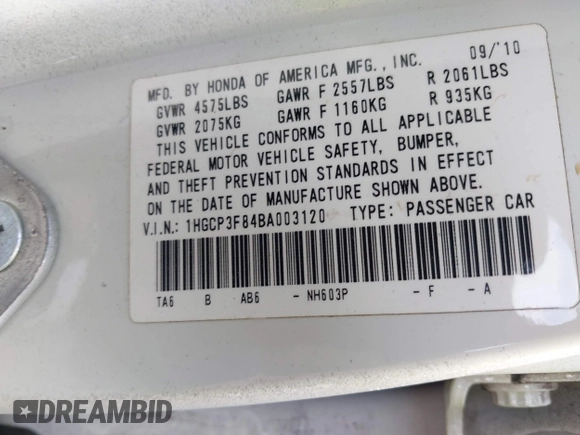 MFD. BY HONDA OF AMERICA MFG., INC. 09/'10
GVWR 4575LBS GAWR F 2557LBS R 2061LBS
GVWR 2075KG GAWR F 1160KG R 935KG
THIS VEHICLE CONFORMS TO ALL APPLICABLE
FEDERAL MOTOR VEHICLE SAFETY, BUMPER,
AND THEFT PREVENTION STANDARDS IN EFFECT
ON THE DATE OF MANUFACTURE SHOWN ABOVE.
V.I.N. 1HGCP3F84BA003120 TYPE: PASSENGER CAR
TA6 B AB6 - NH603P - F - A
DREAMBID